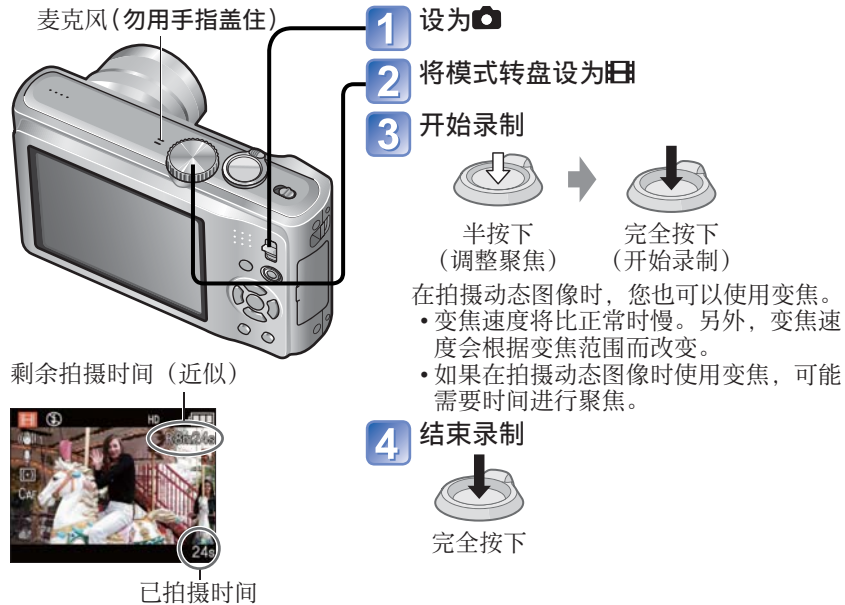 麦克风(勿用手指盖住)
1 设为
2 将模式转盘设为
3 开始录制
半按下
(调整聚焦)
完全按下
(开始录制)
在拍摄动态图像时，您也可以使用变焦。
•变焦速度将比正常时慢。另外，变焦速
度会根据变焦范围而改变。
•如果在拍摄动态图像时使用变焦，可能
需要时间进行聚焦。
剩余拍摄时间（近似）
HD
R8m24s
CAF
24s
已拍摄时间
4 结束录制
完全按下